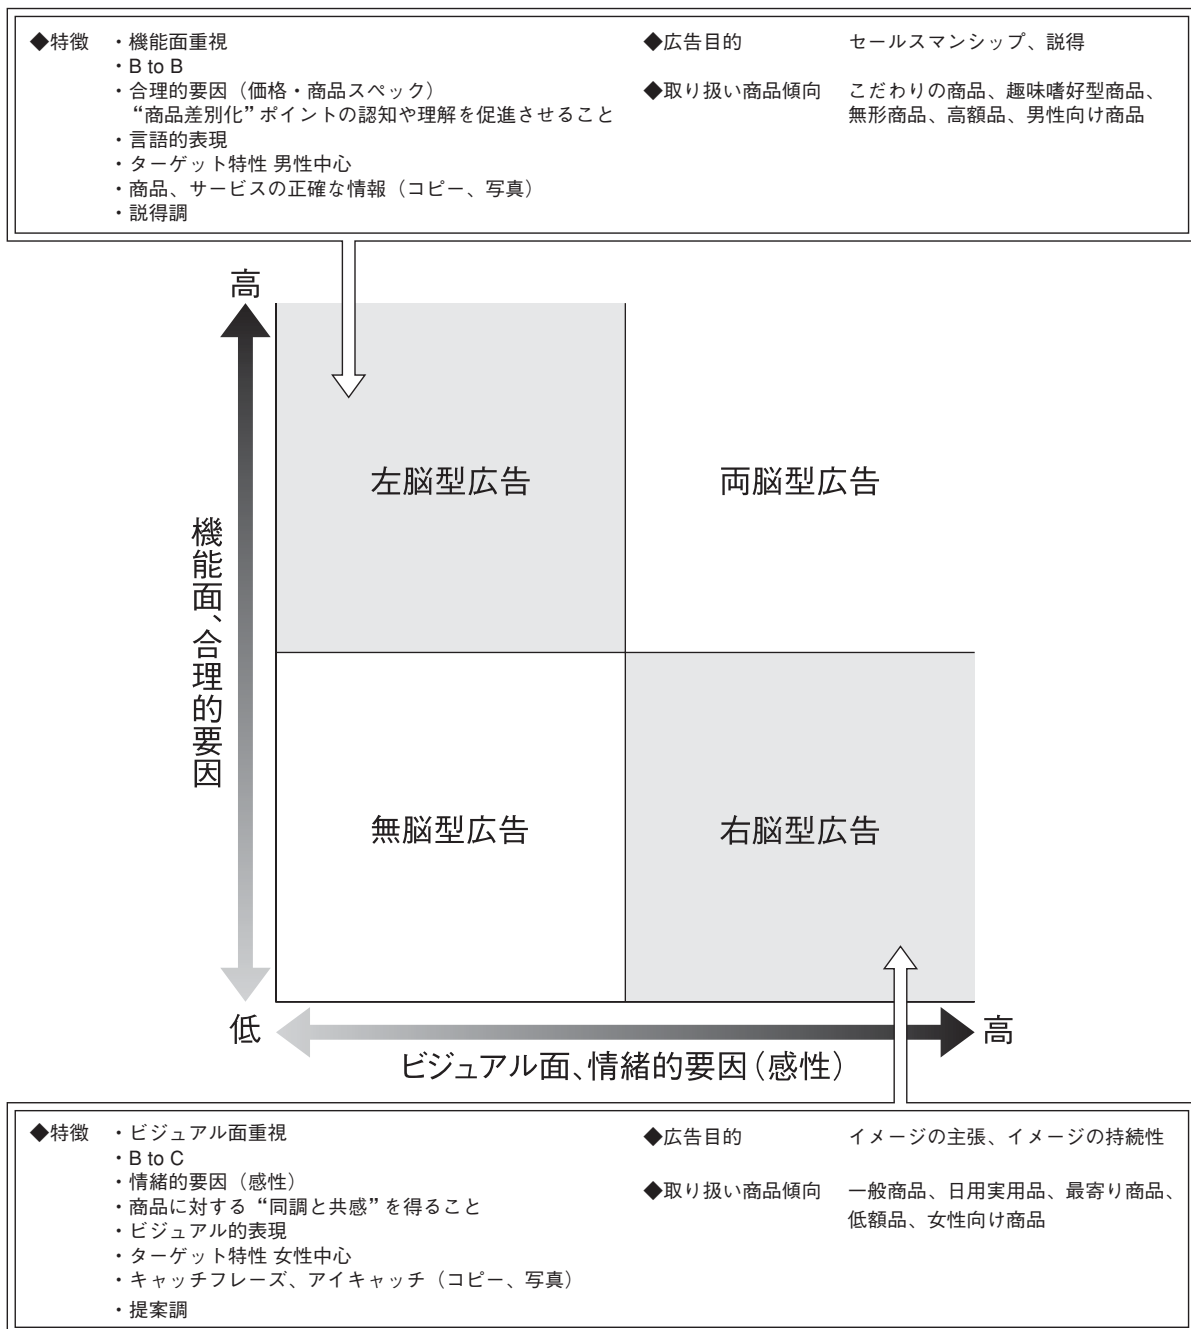 ◆特徴
・機能面重視
・B to B
・合理的要因（価格・商品スペック）
“商品差別化”ポイントの認知や理解を促進させること
・言語的表現
・ターゲット特性 男性中心
・商品、サービスの正確な情報（コピー、写真）
・説得調
◆広告目的
セールスマンシップ、説得
◆取り扱い商品傾向
こだわりの商品、趣味嗜好型商品、
無形商品、高額品、男性向け商品
高
機能面、合理的要因
左脳型広告
両脳型広告
無脳型広告
右脳型広告
低
高
ビジュアル面、情緒的要因（感性）
◆特徴
・ビジュアル面重視
・B to C
・情緒的要因（感性）
・商品に対する“同調と共感”を得ること
・ビジュアル的表現
・ターゲット特性 女性中心
・キャッチフレーズ、アイキャッチ（コピー、写真）
・提案調
◆広告目的
イメージの主張、イメージの持続性
◆取り扱い商品傾向
一般商品、日用実用品、最寄り商品、
低額品、女性向け商品